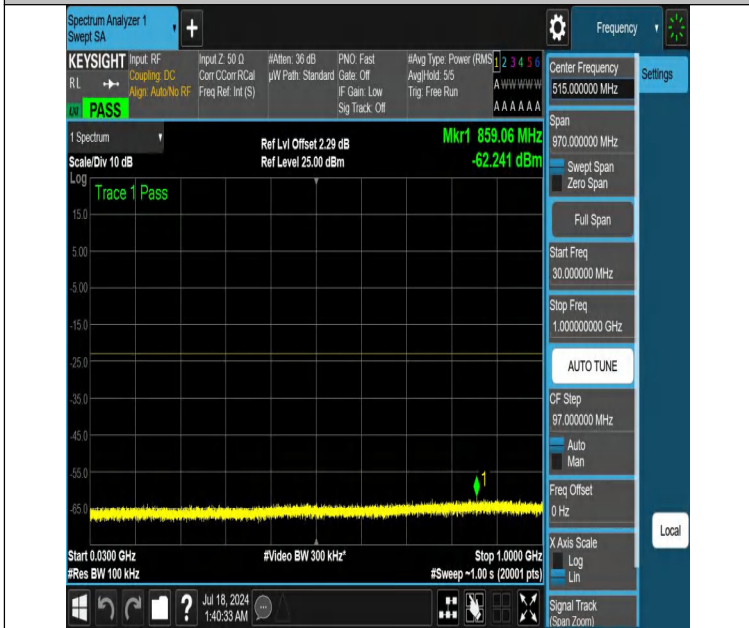 Spectrum Analyzer 1
Swept SA
Frequency
KEYSIGHT
RL
LXI
PASS
Input: RF
Coupling: DC
Align: Auto/No RF
Input Z: 50 Ω
Corr CCorr RCal
Freq Ref: Int (S)
#Atten: 36 dB
µW Path: Standard
PNO: Fast
Gate: Off
IF Gain: Low
Sig Track: Off
#Avg Type: Power (RMS
Avg|Hold: 5/5
Trig: Free Run
1 2 3 4 5 6
A W W W W W
A A A A A A
1 Spectrum
Scale/Div 10 dB
Ref Lvl Offset 2.29 dB
Ref Level 25.00 dBm
Mkr1 859.06 MHz
-62.241 dBm
Log
Trace 1 Pass
15.0
5.00
-5.00
-15.0
-25.0
-35.0
-45.0
-55.0
-65.0
1
Start 0.0300 GHz
#Res BW 100 kHz
#Video BW 300 kHz*
Stop 1.0000 GHz
#Sweep ~1.00 s (20001 pts)
Center Frequency
515.000000 MHz
Settings
Span
970.000000 MHz
Swept Span
Zero Span
Full Span
Start Freq
30.000000 MHz
Stop Freq
1.000000000 GHz
AUTO TUNE
CF Step
97.000000 MHz
Auto
Man
Freq Offset
0 Hz
X Axis Scale
Log
Lin
Local
Signal Track
(Span Zoom)
?
Jul 18, 2024
1:40:33 AM